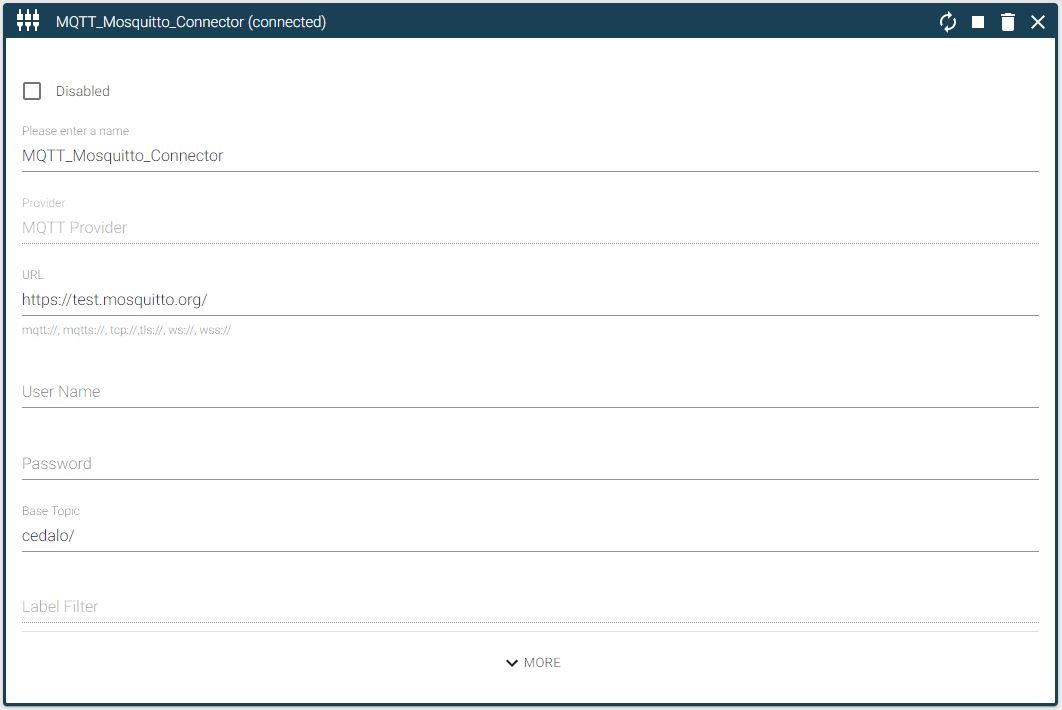 MQTT_Mosquitto_Connector (connected)
Disabled
Please enter a name
MQTT_Mosquitto_Connector
Provider
MQTT Provider
URL
https://test.mosquitto.org/
mqtt://, mqtts://, tcp://,tls://, ws://, wss://
User Name
Password
Base Topic
cedalo/
Label Filter
MORE